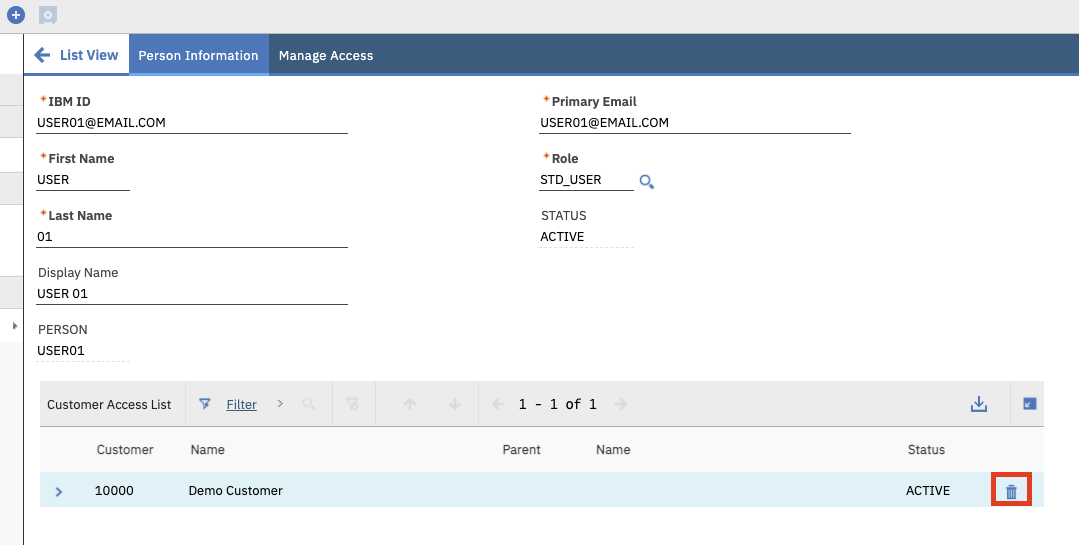 List View Person Information Manage Access
*IBM ID
USER01@EMAIL.COM
*Primary Email
USER01@EMAIL.COM
*First Name
USER
*Role
STD_USER
*Last Name
01
STATUS
ACTIVE
Display Name
USER 01
PERSON
USER01
Customer Access List Filter 1 - 1 of 1
Customer Name Parent Name Status
10000 Demo Customer ACTIVE